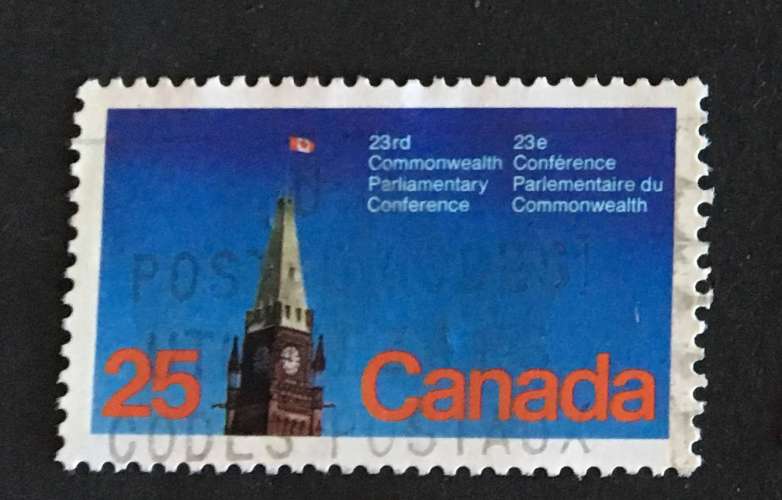 23rd
Commonwealth
Parliamentary
Conference
23e
Conférence
Parlementaire du
Commonwealth
25 Canada
CODES POSTAUX